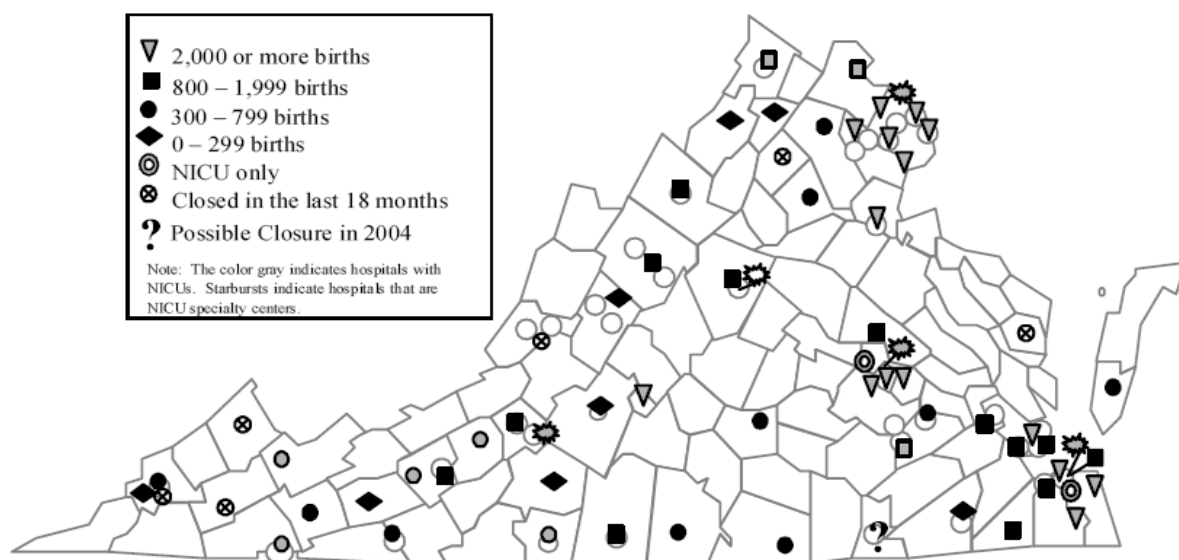 2,000 or more births
800 – 1,999 births
300 – 799 births
0 – 299 births
NICU only
Closed in the last 18 months
? Possible Closure in 2004
Note: The color gray indicates hospitals with
NICUs. Starbursts indicate hospitals that are
NICU specialty centers.
?